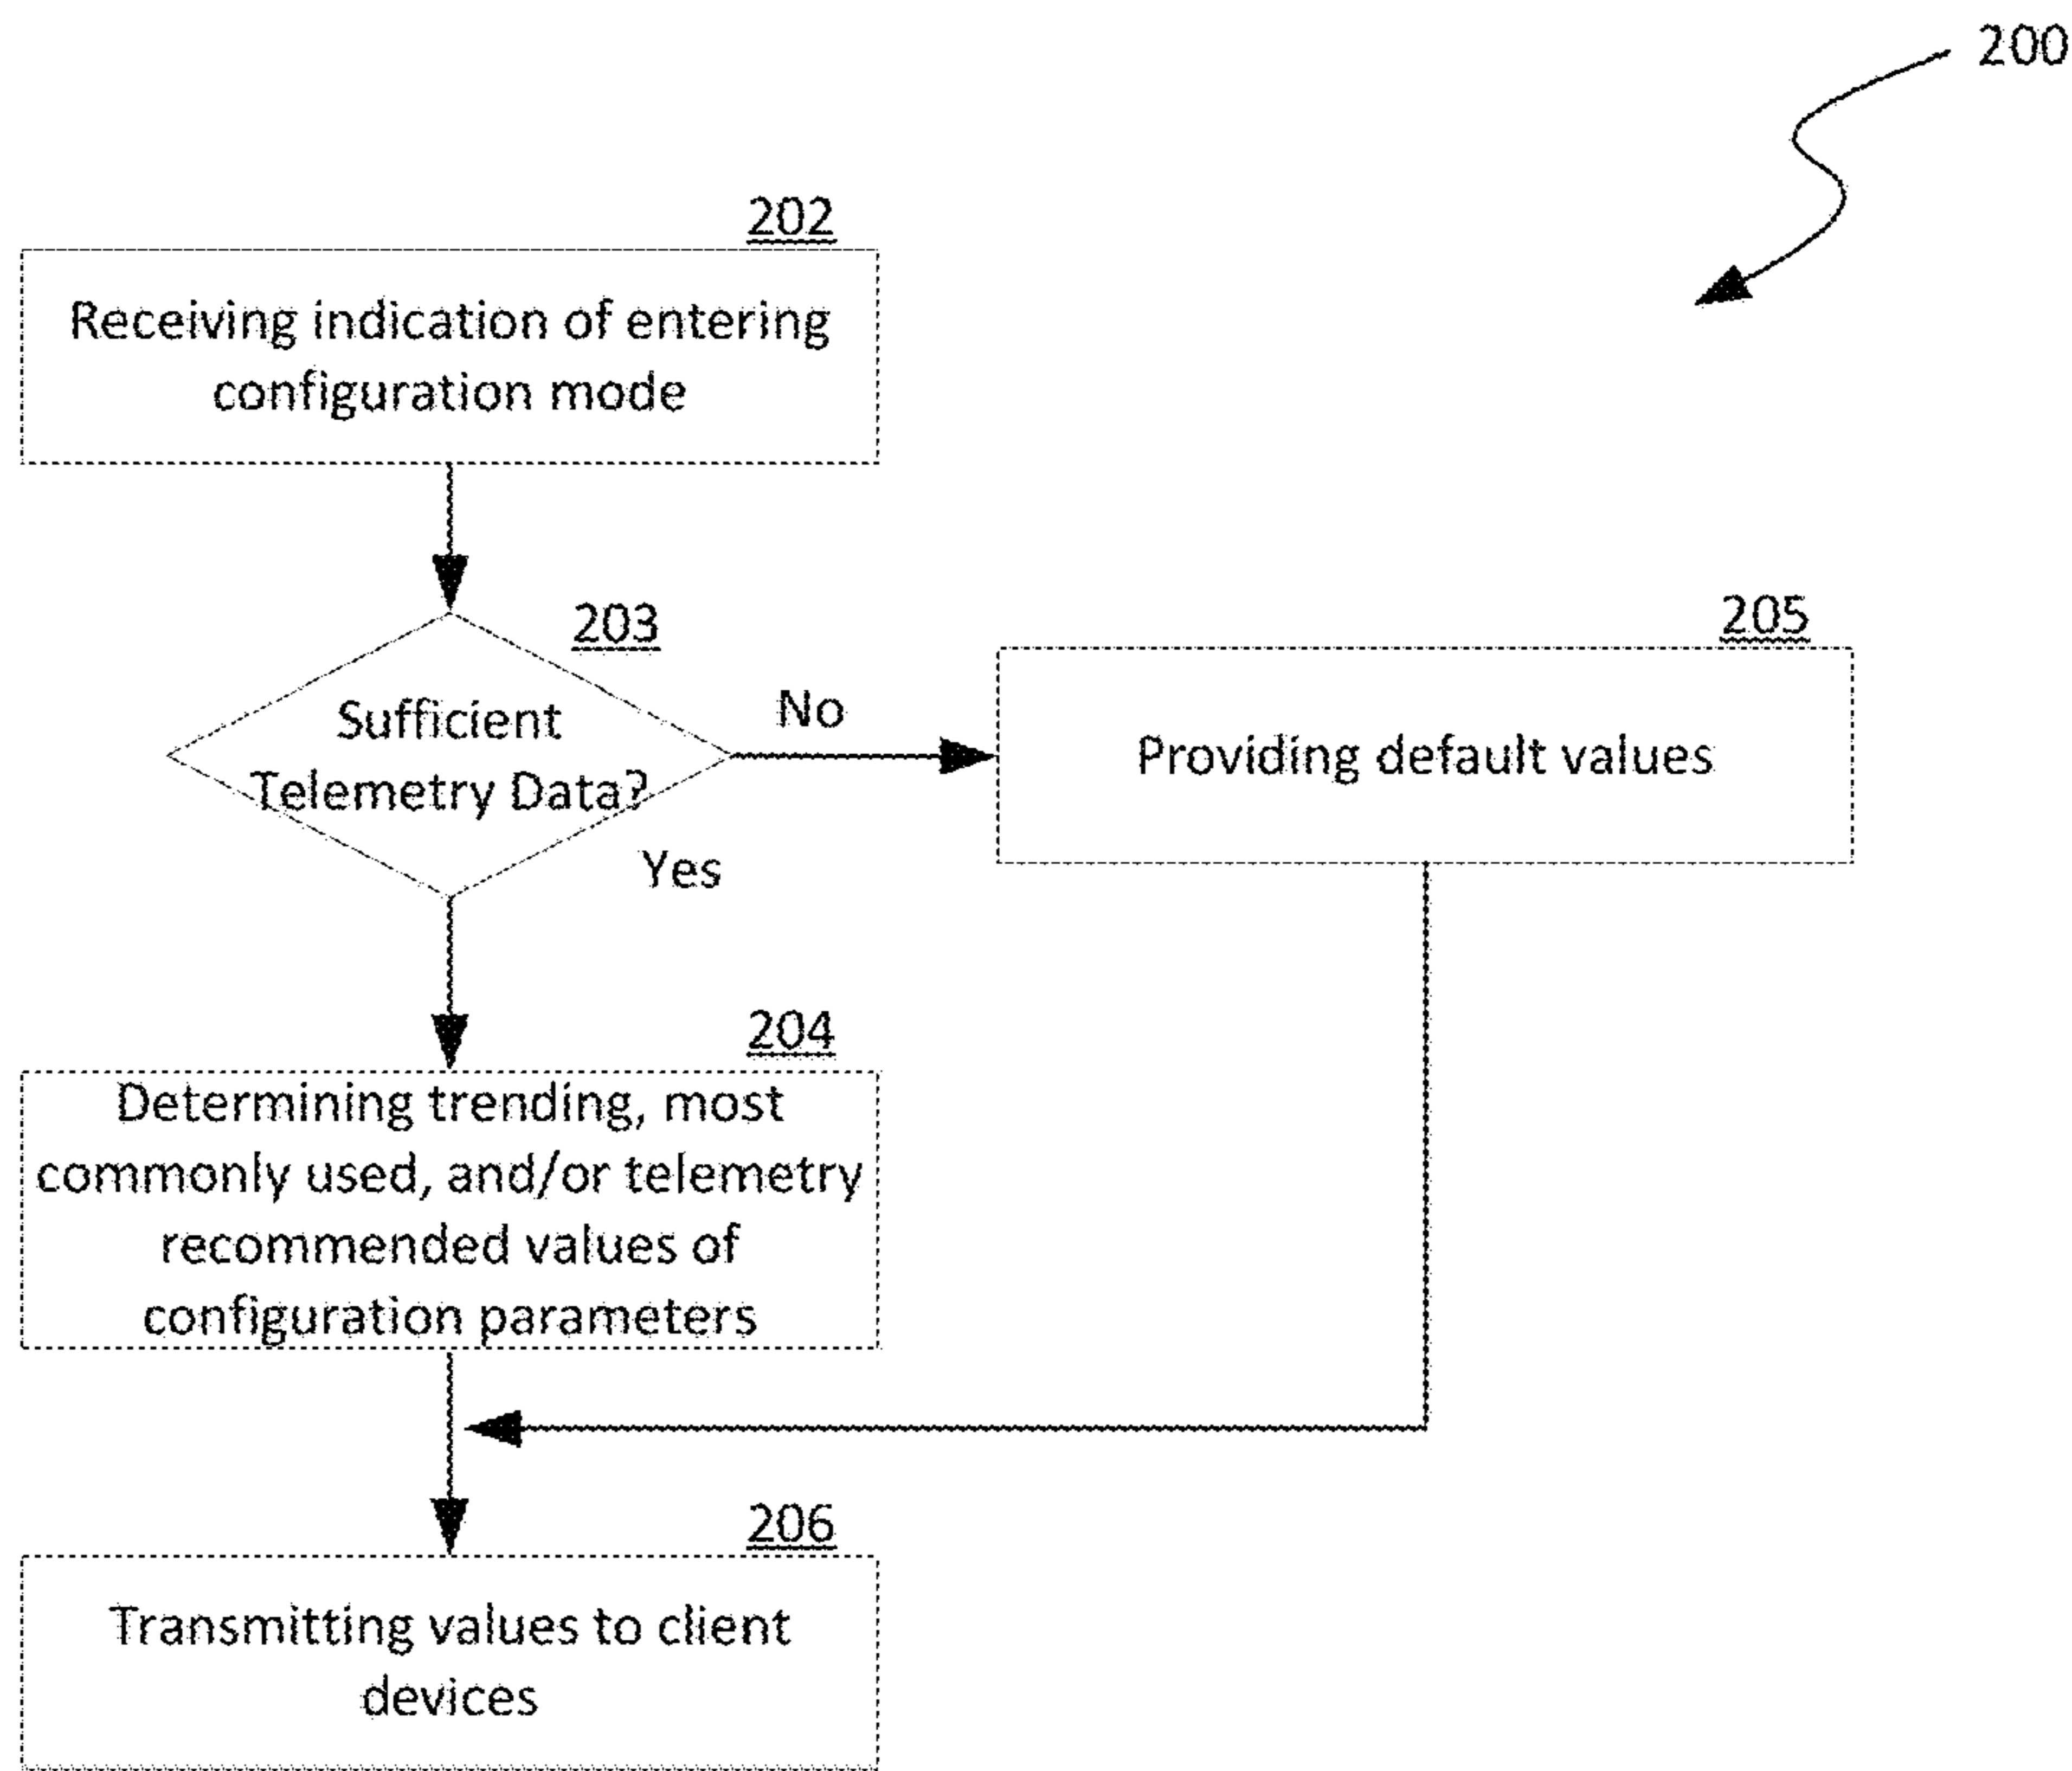 200
202
Receiving indication of entering
configuration mode
203
Sufficient
Telemetry Data?
No
Yes
205
Providing default values
204
Determining trending, most
commonly used, and/or telemetry
recommended values of
configuration parameters
206
Transmitting values to client
devices